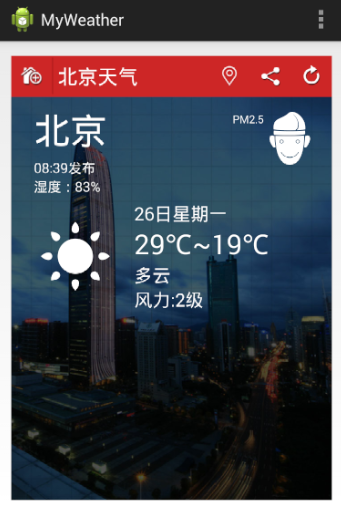 MyWeather
北京天气
北京
PM2.5
08:39发布
湿度：83%
26日星期一
29℃~19℃
多云
风力:2级